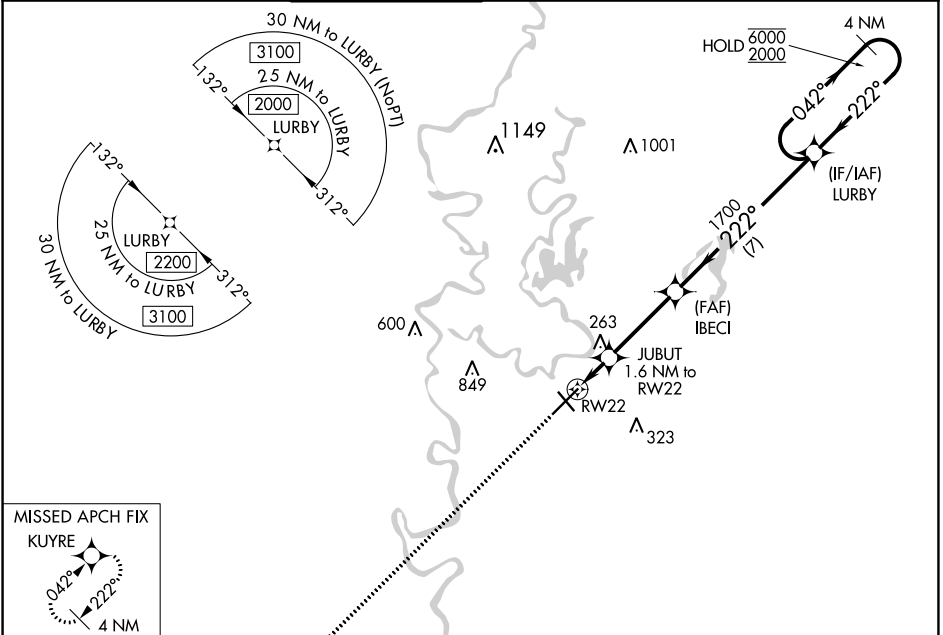 30 NM to LURBY (NoPT)
3100
25 NM to LURBY
2000
132°
LURBY
312°
132°
LURBY
2200
25 NM to LURBY
312°
3100
30 NM to LURBY
4 NM
HOLD 6000
2000
042°
222°
1149
1001
(IF/IAF)
LURBY
1700
222°
(7)
(FAF)
IBECI
600
263
JUBUT
1.6 NM to
RW22
849
RW22
323
MISSED APCH FIX
KUYRE
042°
222°
4 NM